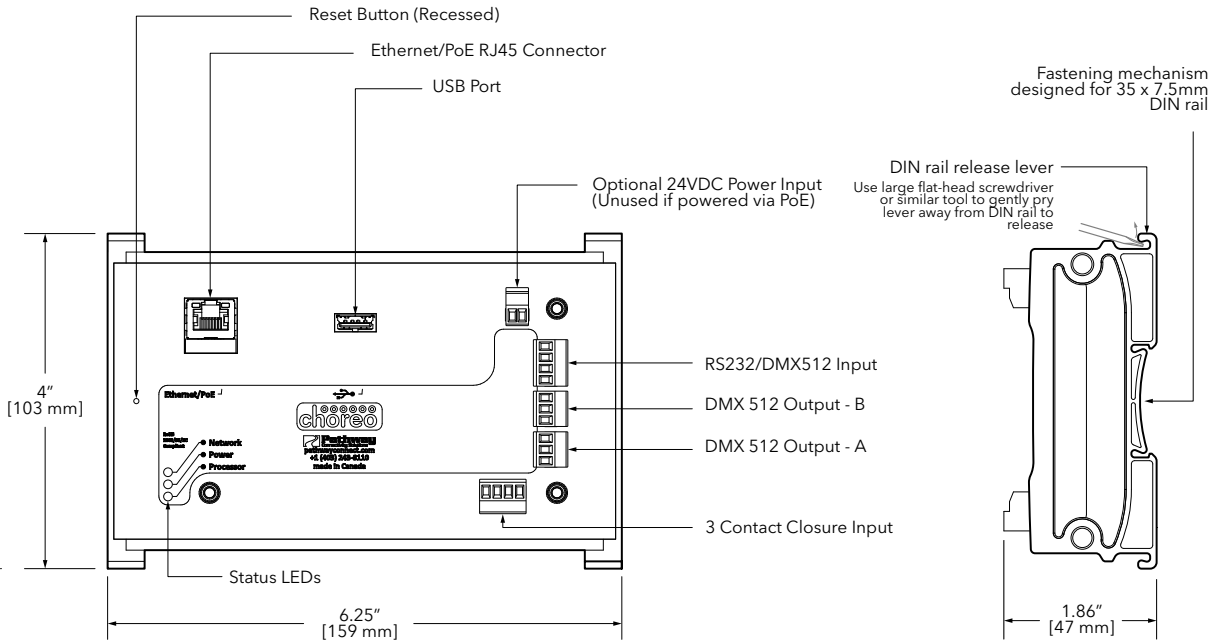 Reset Button (Recessed)
Ethernet/PoE RJ45 Connector
USB Port
Optional 24VDC Power Input
(Unused if powered via PoE)
Fastening mechanism
designed for 35 x 7.5mm
DIN rail
DIN rail release lever
Use large flat-head screwdriver
or similar tool to gently pry
lever away from DIN rail to
release
4"
[103 mm]
Ethernet/PoE
choreo
Pathway
pathwayconnect.com
made in Canada
Network
Power
Processor
RS232/DMX512 Input
DMX 512 Output - B
DMX 512 Output - A
3 Contact Closure Input
Status LEDs
6.25"
[159 mm]
1.86"
[47 mm]